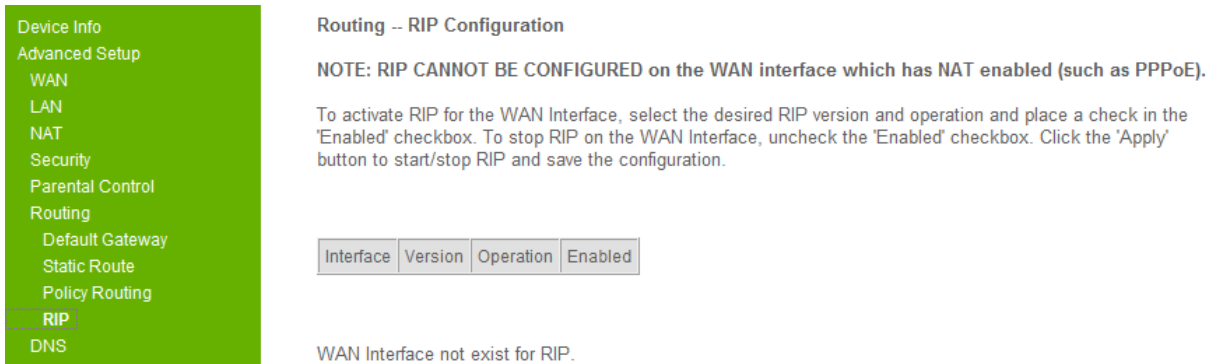 Device Info
Advanced Setup
WAN
LAN
NAT
Security
Parental Control
Routing
Default Gateway
Static Route
Policy Routing
RIP
DNS
Routing -- RIP Configuration
NOTE: RIP CANNOT BE CONFIGURED on the WAN interface which has NAT enabled (such as PPPoE).
To activate RIP for the WAN Interface, select the desired RIP version and operation and place a check in the
'Enabled' checkbox. To stop RIP on the WAN Interface, uncheck the 'Enabled' checkbox. Click the 'Apply'
button to start/stop RIP and save the configuration.
Interface Version Operation Enabled
WAN Interface not exist for RIP.